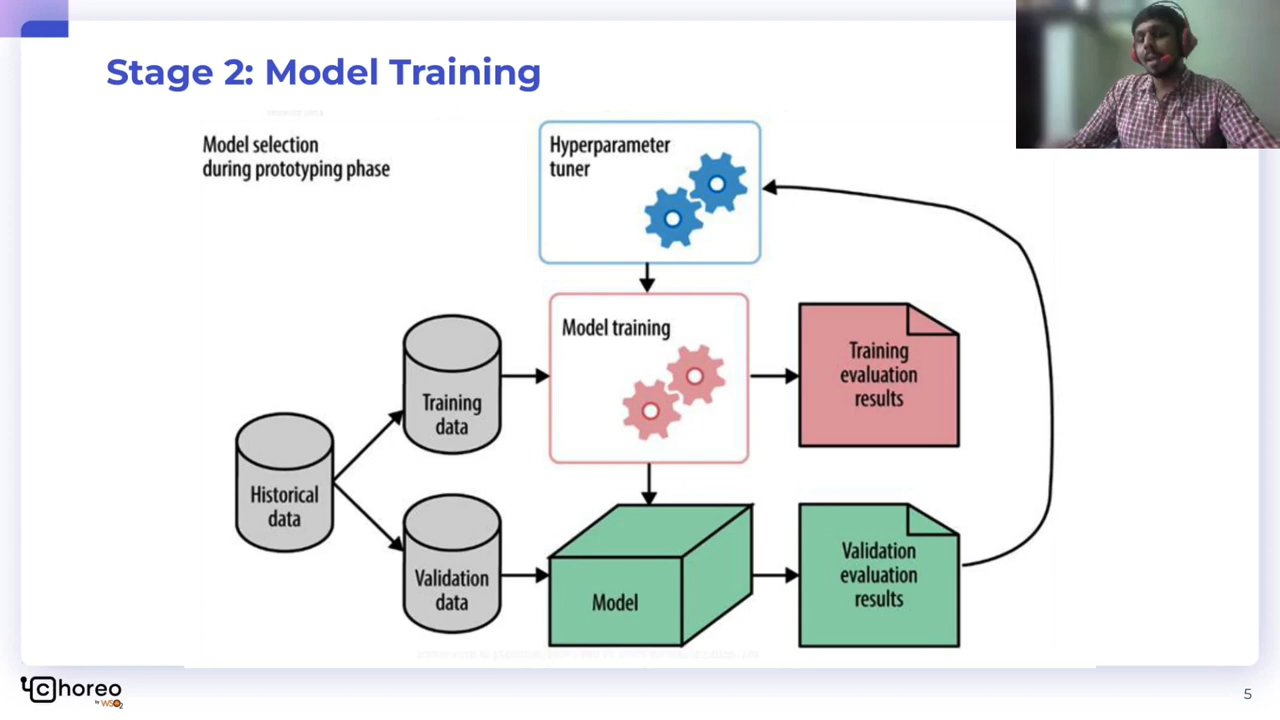 Stage 2: Model Training
Model selection
during prototyping phase
Hyperparameter
tuner
Model training
Training
evaluation
results
Training
data
Historical
data
Validation
data
Model
Validation
evaluation
results
choreo
by WSO2
5